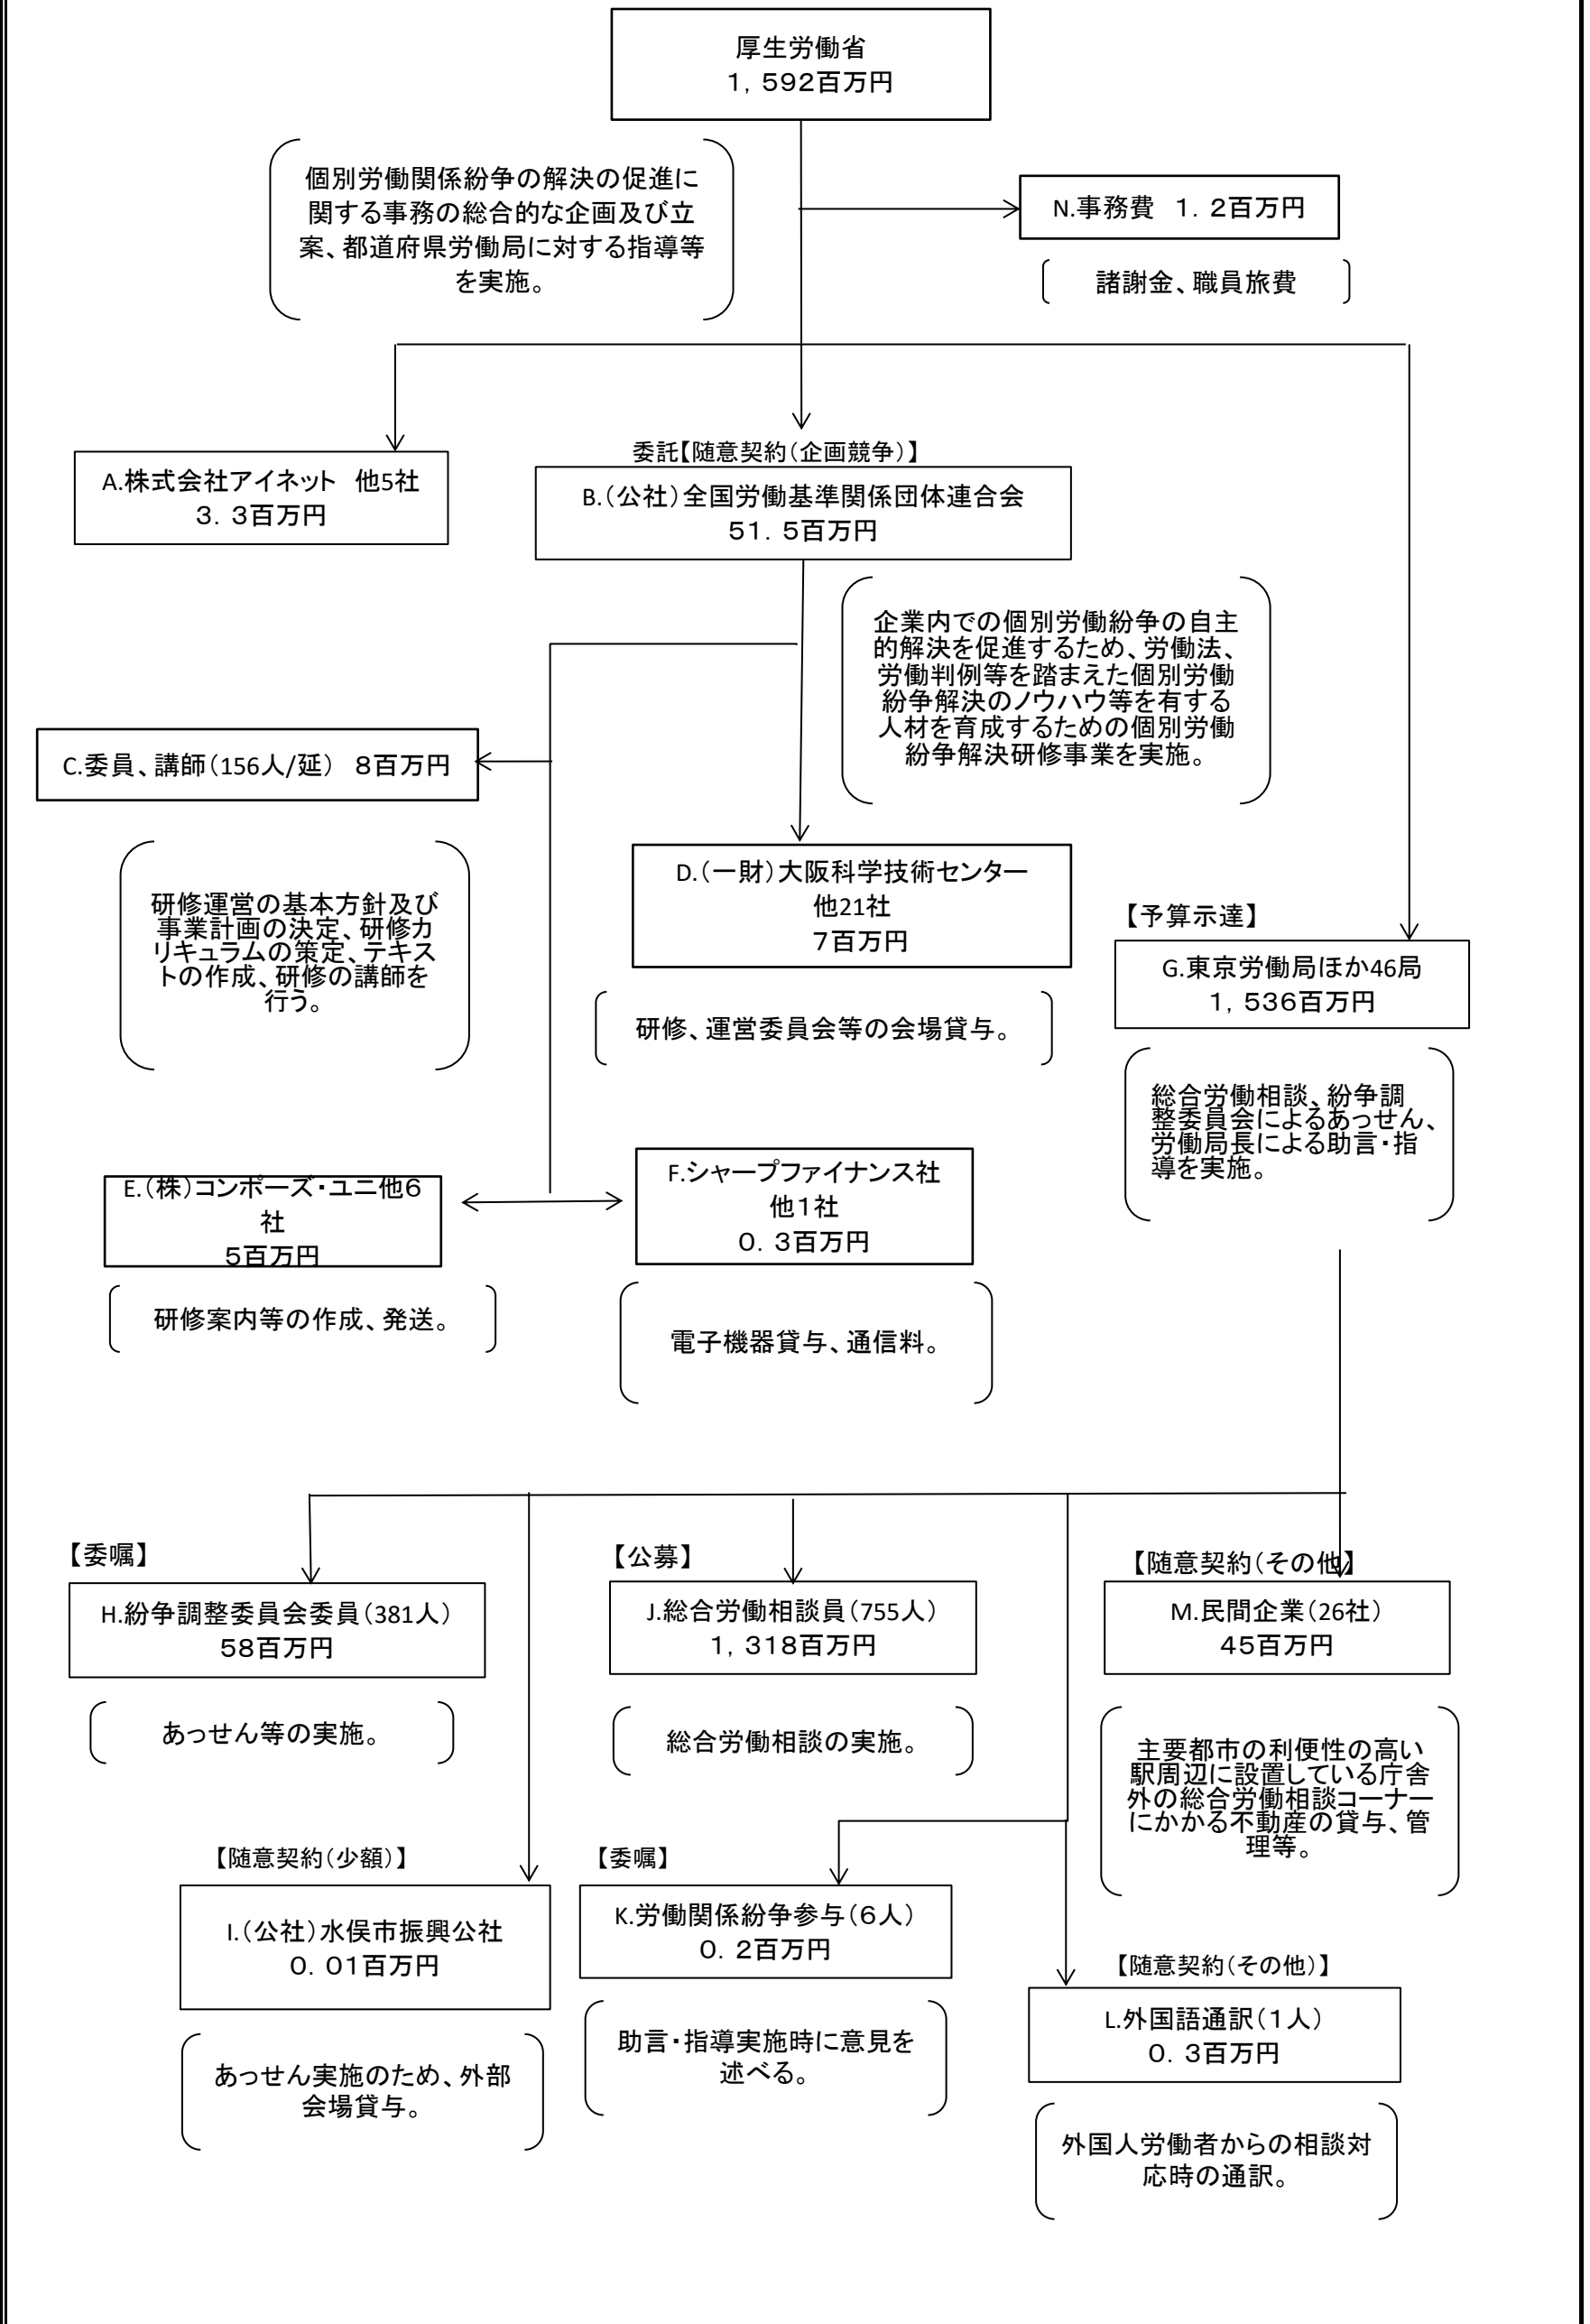 厚生労働省
１，５９２百万円
個別労働関係紛争の解決の促進に
関する事務の総合的な企画及び立
案、都道府県労働局に対する指導等
を実施。
N.事務費　１．２百万円
諸謝金、職員旅費
A.株式会社アイネット　他5社
３．３百万円
委託【随意契約（企画競争）】
B.（公社）全国労働基準関係団体連合会
５１．５百万円
企業内での個別労働紛争の自主
的解決を促進するため、労働法、
労働判例等を踏まえた個別労働
紛争解決のノウハウ等を有する
人材を育成するための個別労働
紛争解決研修事業を実施。
C.委員、講師（156人/延）　８百万円
研修運営の基本方針及び
事業計画の決定、研修カ
リキュラムの策定、テキス
トの作成、研修の講師を
行う。
D.（一財）大阪科学技術センター
他21社
７百万円
研修、運営委員会等の会場貸与。
【予算示達】
G.東京労働局ほか46局
１，５３６百万円
総合労働相談、紛争調
整委員会によるあっせん、
労働局長による助言・指
導を実施。
E.（株）コンポーズ・ユニ他６
社
５百万円
研修案内等の作成、発送。
F.シャープファイナンス社
他１社
０．３百万円
電子機器貸与、通信料。
【委嘱】
H.紛争調整委員会委員（381人）
５８百万円
あっせん等の実施。
【公募】
J.総合労働相談員（755人）
１，３１８百万円
総合労働相談の実施。
【随意契約（その他】
M.民間企業（26社）
４５百万円
主要都市の利便性の高い
駅周辺に設置している庁舎
外の総合労働相談コーナー
にかかる不動産の貸与、管
理等。
【随意契約（少額）】
I.（公社）水俣市振興公社
０．０１百万円
あっせん実施のため、外部
会場貸与。
【委嘱】
K.労働関係紛争参与（６人）
０．２百万円
助言・指導実施時に意見を
述べる。
【随意契約（その他）】
L.外国語通訳（１人）
０．３百万円
外国人労働者からの相談対
応時の通訳。